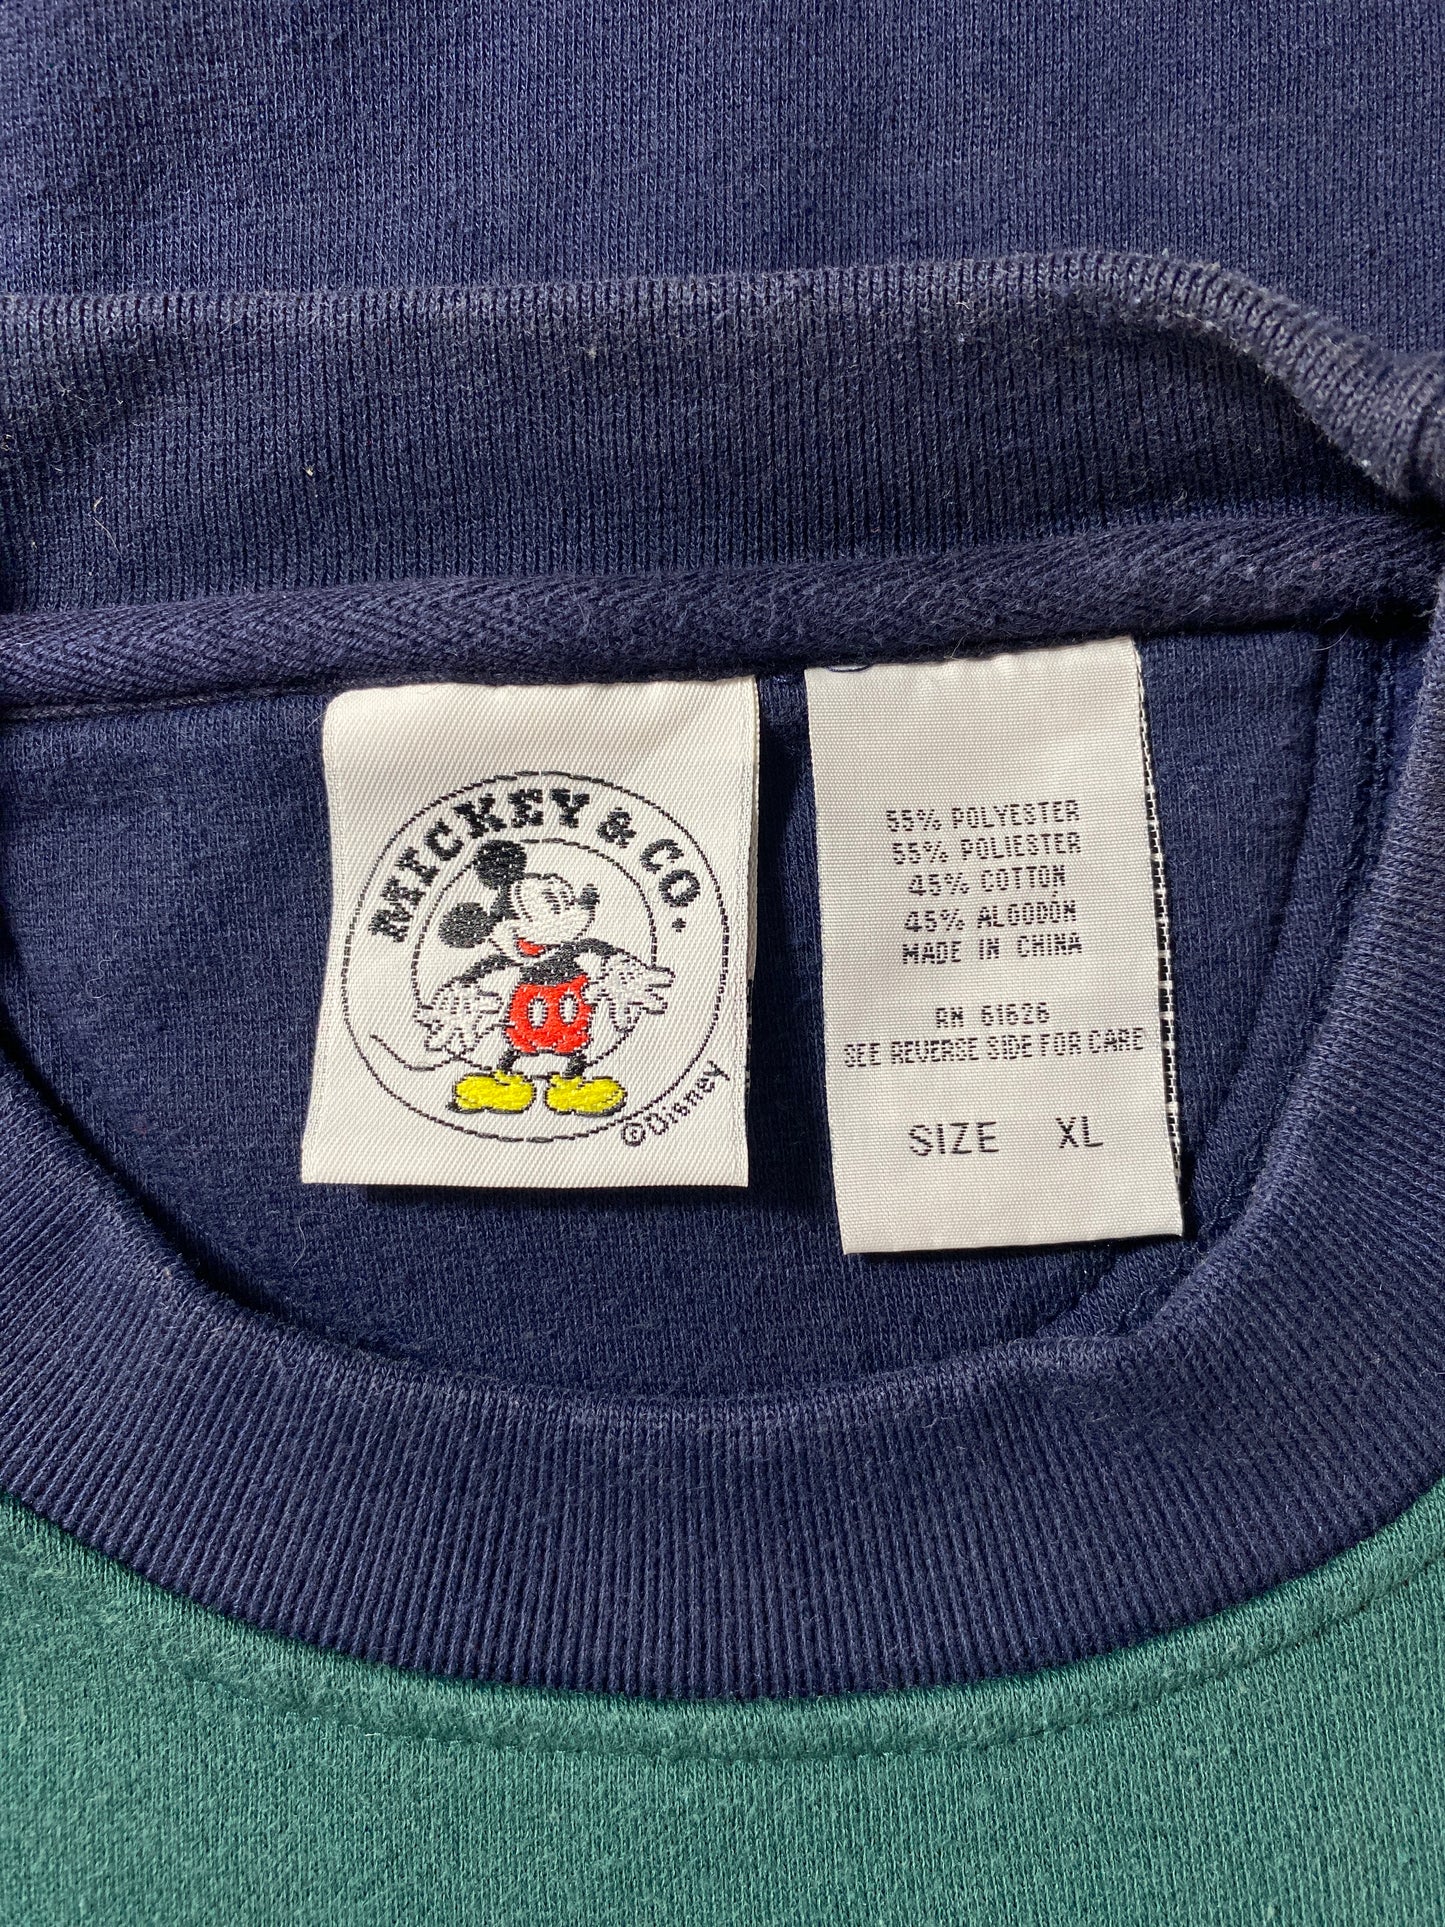 MICKEY & CO.
©Disney
55% POLYESTER
55% POLIESTER
45% COTTON
45% ALGODÓN
MADE IN CHINA
RN 61626
SEE REVERSE SIDE FOR CARE
SIZE XL